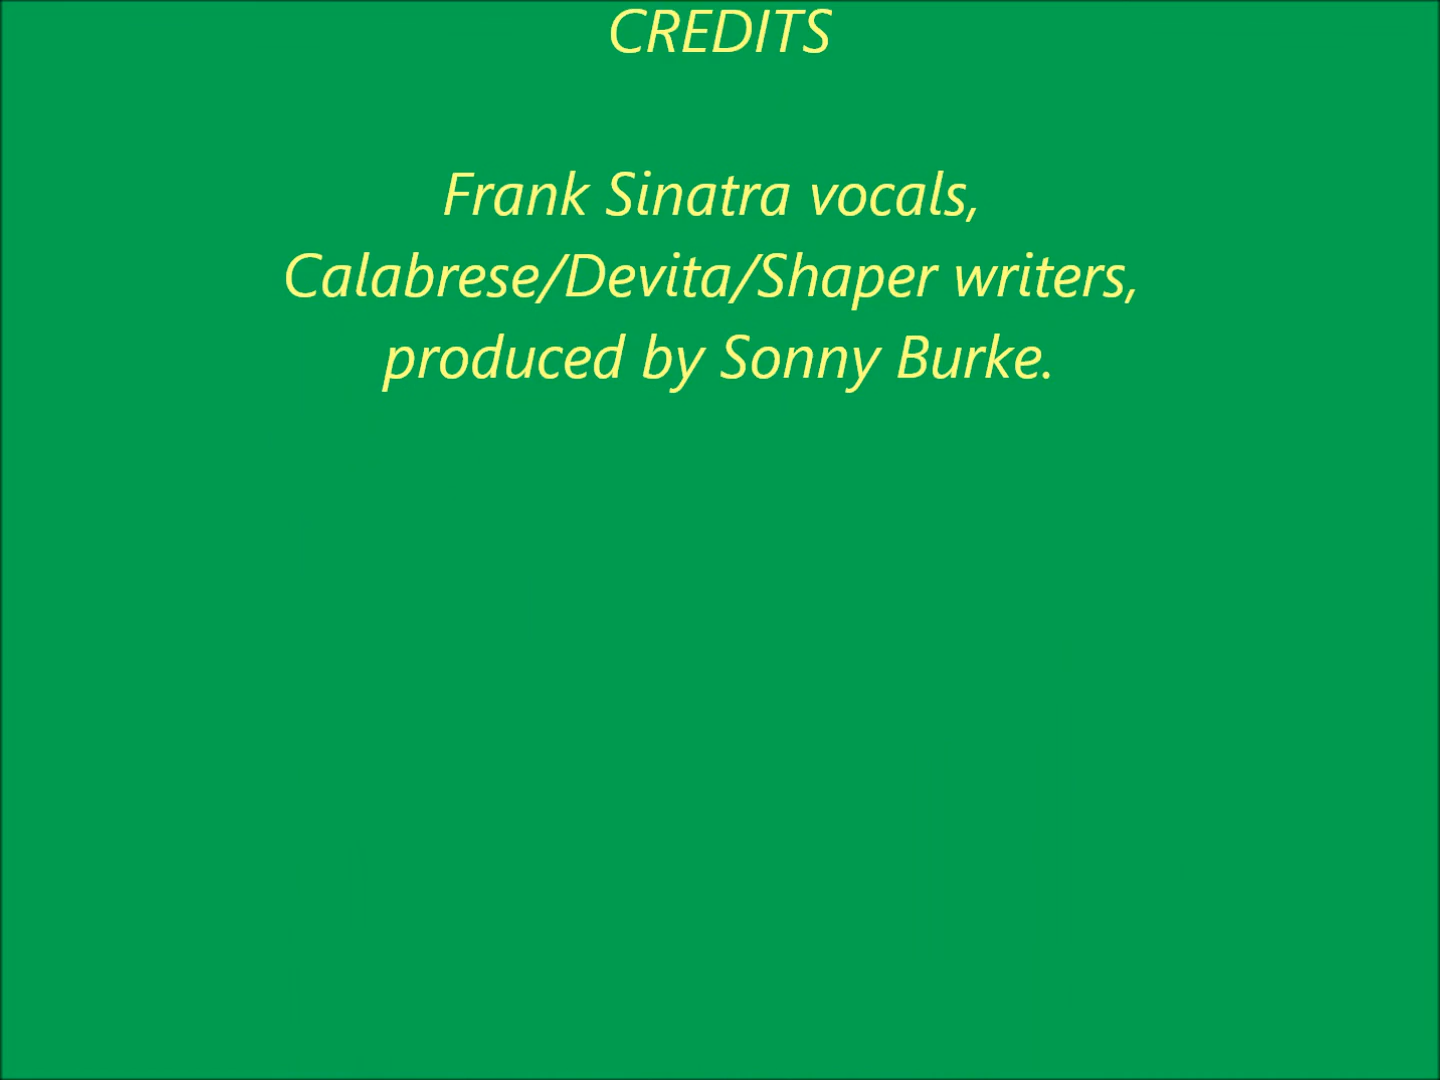 CREDITS
Frank Sinatra vocals,
Calabrese/Devita/Shaper writers,
produced by Sonny Burke.